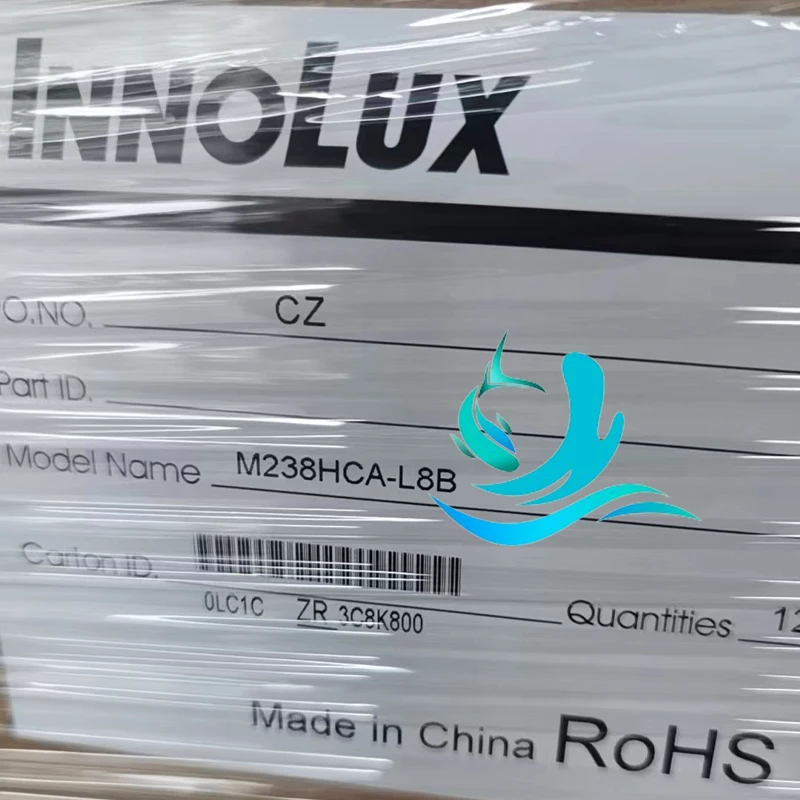 INNOLUX
O.NO. CZ
Part ID.
Model Name M238HCA-L8B
Carton ID.
0LC1C ZR 3C8K800
Quantities 12
Made in China RoHS